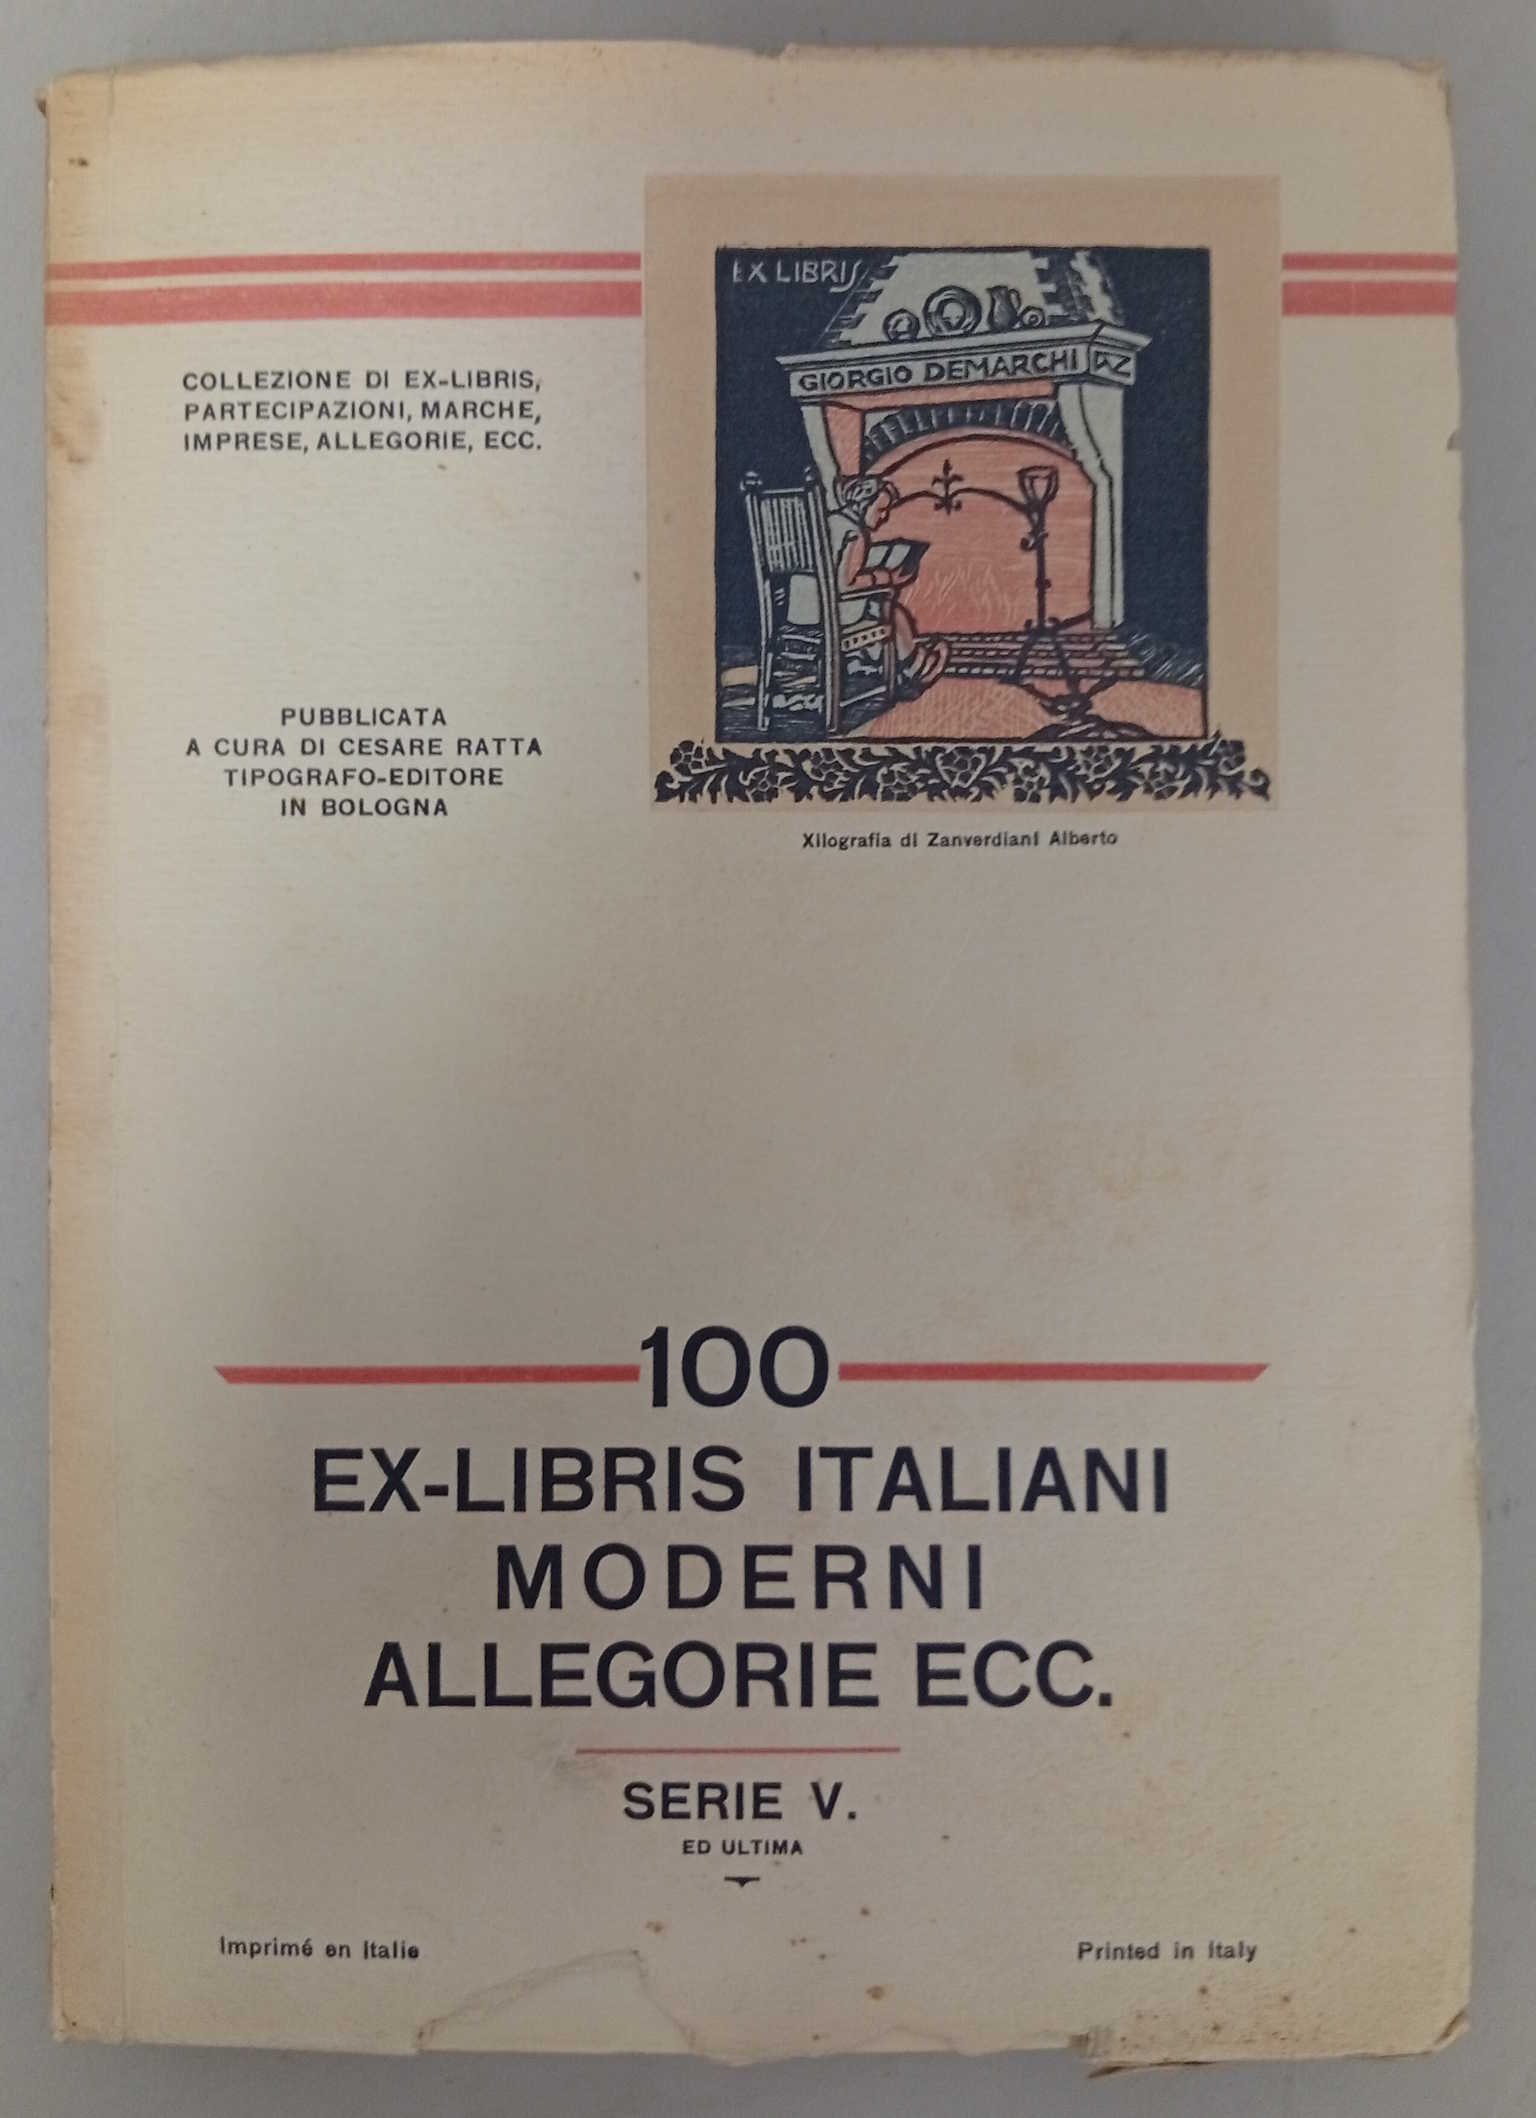 COLLEZIONE DI EX-LIBRIS,
PARTECIPAZIONI, MARCHE,
IMPRESE, ALLEGORIE, ECC.
PUBBLICATA
A CURA DI CESARE RATTA
TIPOGRAFO-EDITORE
IN BOLOGNA
EX LIBRIS
GIORGIO DEMARCHI AZ
Xilografia di Zanverdiani Alberto
100
EX-LIBRIS ITALIANI
MODERNI
ALLEGORIE ECC.
SERIE V.
ED ULTIMA
Imprimé en Italie
Printed in Italy